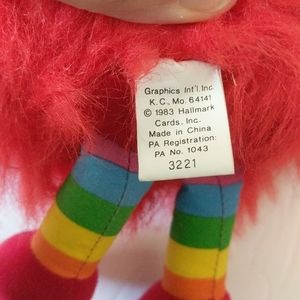 Graphics Int'l. Inc.
K.C., Mo. 64141
© 1983 Hallmark
Cards, Inc.
Made in China
PA Registration:
PA No. 1043
3221